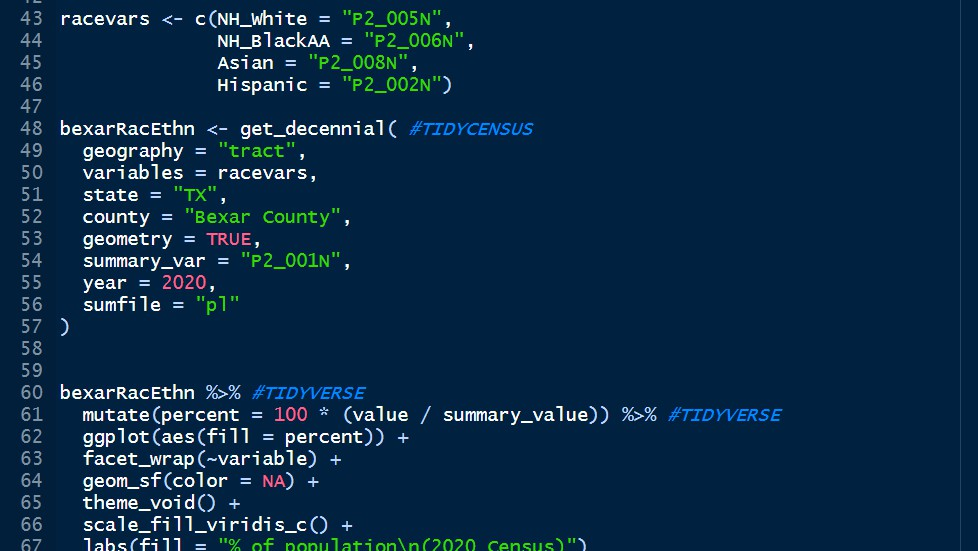 43 racevars <- c(NH_White = "P2_005N",
44               NH_BlackAA = "P2_006N",
45               Asian = "P2_008N",
46               Hispanic = "P2_002N")
47
48 bexarRacEthn <- get_decennial( #TIDYCENSUS
49   geography = "tract",
50   variables = racevars,
51   state = "TX",
52   county = "Bexar County",
53   geometry = TRUE,
54   summary_var = "P2_001N",
55   year = 2020,
56   sumfile = "pl"
57 )
58
59
60 bexarRacEthn %>% #TIDYVERSE
61   mutate(percent = 100 * (value / summary_value)) %>% #TIDYVERSE
62   ggplot(aes(fill = percent)) +
63   facet_wrap(~variable) +
64   geom_sf(color = NA) +
65   theme_void() +
66   scale_fill_viridis_c() +
67   labs(fill = "% of population\n(2020 Census)")